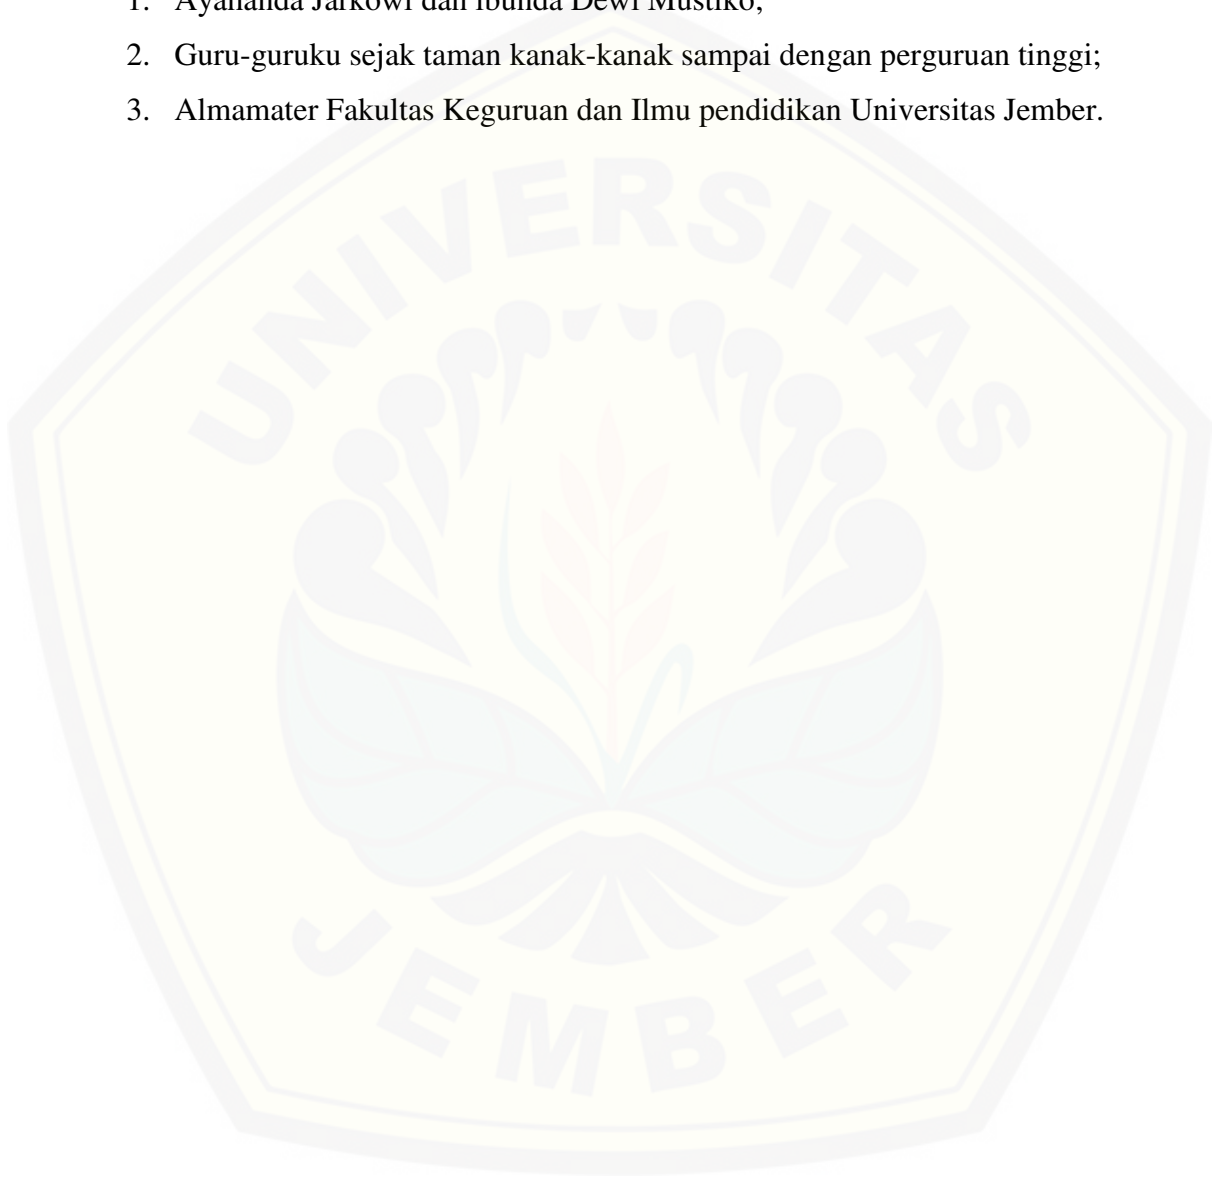 1. Ayahanda Jarkowi dan Ibunda Dewi Mustiko;
2. Guru-guruku sejak taman kanak-kanak sampai dengan perguruan tinggi;
3. Almamater Fakultas Keguruan dan Ilmu pendidikan Universitas Jember.
UNIVERSITAS
JEMBER